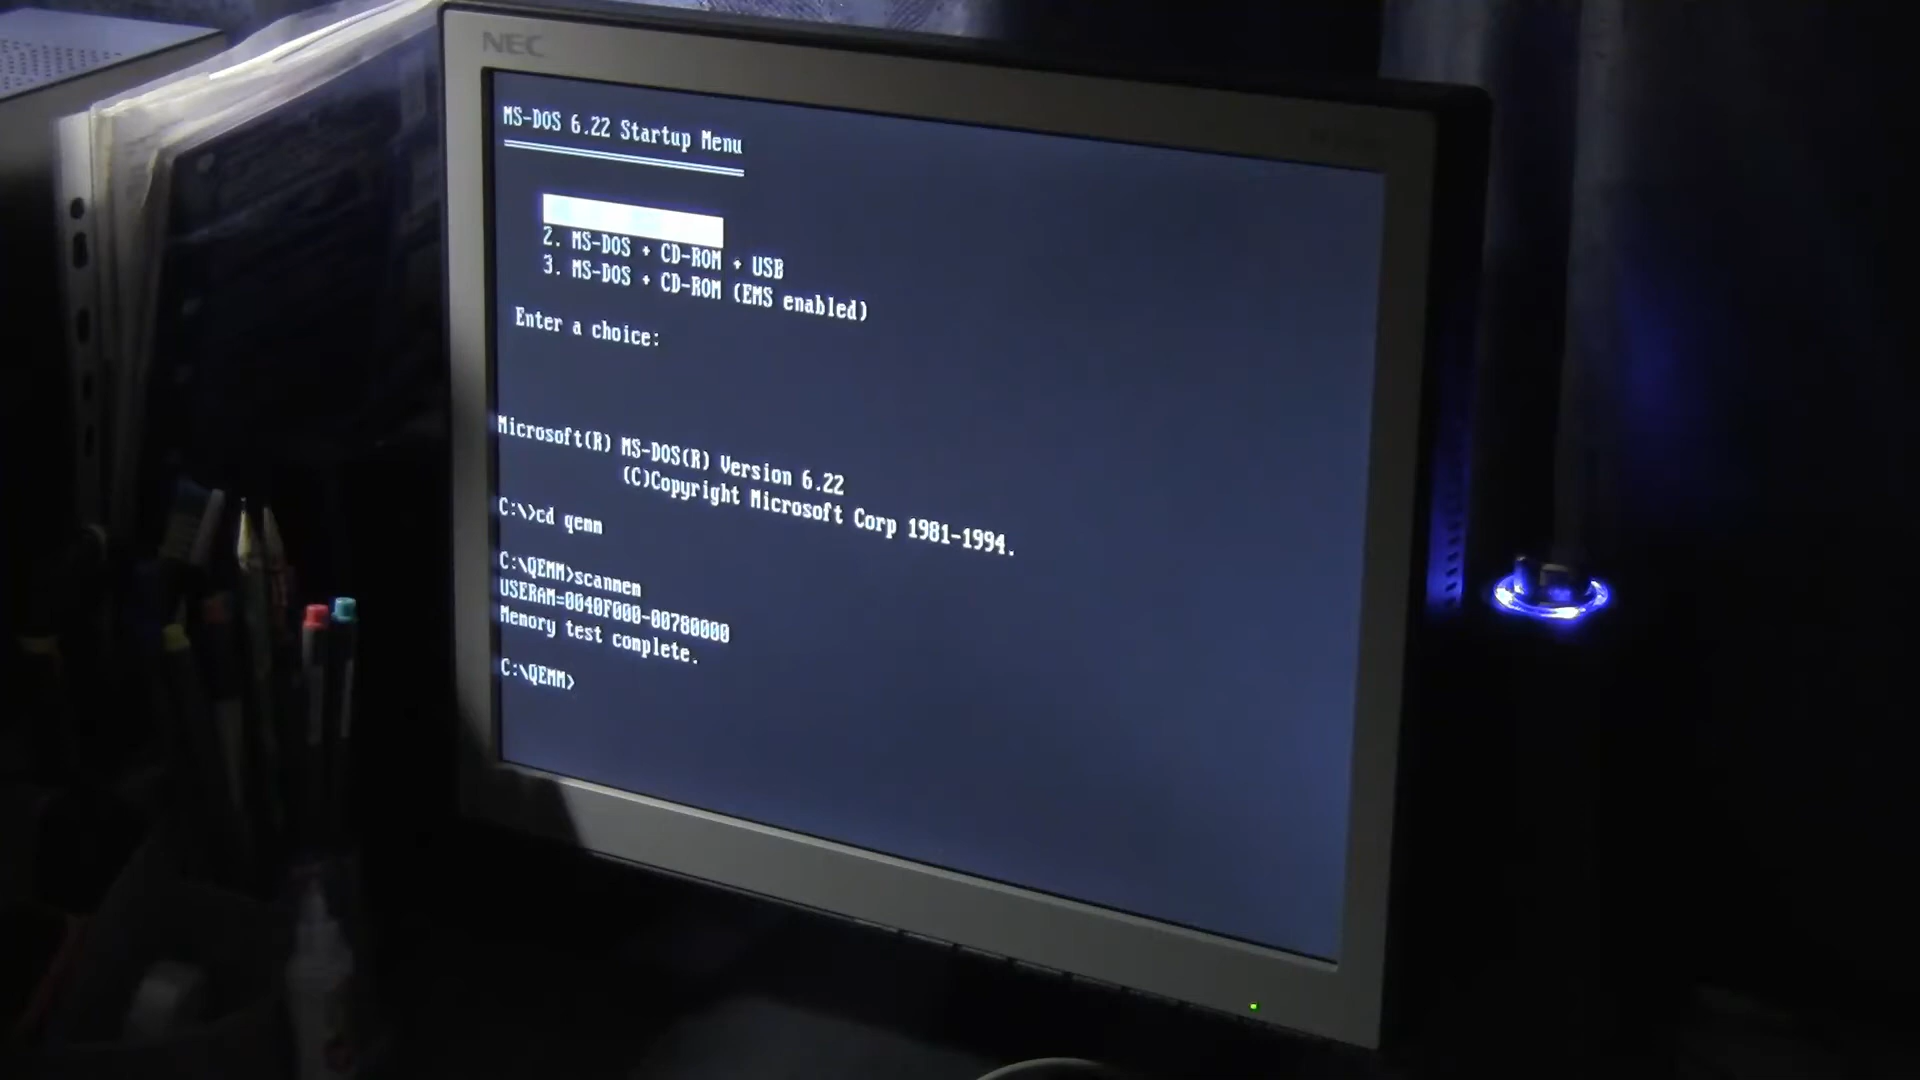 NEC
MS-DOS 6.22 Startup Menu
2. MS-DOS + CD-ROM + USB
3. MS-DOS + CD-ROM (EMS enabled)
Enter a choice:
Microsoft(R) MS-DOS(R) Version 6.22
(C)Copyright Microsoft Corp 1981-1994.
C:\>cd qemm
C:\QEMM>scanmem
USERAM=0040F000-00780000
Memory test complete.
C:\QEMM>